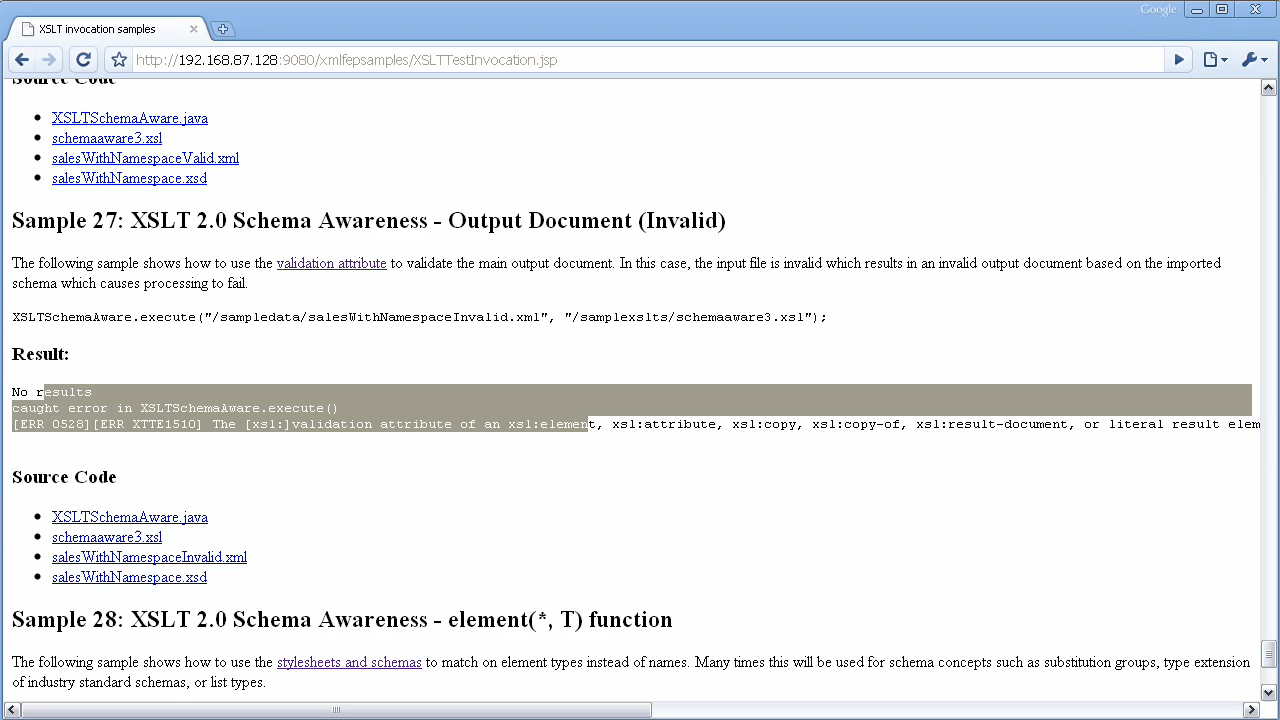 Google
XSLT invocation samples
http://192.168.87.128:9080/xmlfepsamples/XSLTTestInvocation.jsp
Source Code
XSLTSchemaAware.java
schemaaware3.xsl
salesWithNamespaceValid.xml
salesWithNamespace.xsd
Sample 27: XSLT 2.0 Schema Awareness - Output Document (Invalid)
The following sample shows how to use the validation attribute to validate the main output document. In this case, the input file is invalid which results in an invalid output document based on the imported
schema which causes processing to fail.
XSLTSchemaAware.execute("/sampledata/salesWithNamespaceInvalid.xml", "/samplexslts/schemaaware3.xsl");
Result:
No results
caught error in XSLTSchemaAware.execute()
[ERR 0528][ERR XTTE1510] The [xsl:]validation attribute of an xsl:element, xsl:attribute, xsl:copy, xsl:copy-of, xsl:result-document, or literal result elem
Source Code
XSLTSchemaAware.java
schemaaware3.xsl
salesWithNamespaceInvalid.xml
salesWithNamespace.xsd
Sample 28: XSLT 2.0 Schema Awareness - element(*, T) function
The following sample shows how to use the stylesheets and schemas to match on element types instead of names. Many times this will be used for schema concepts such as substitution groups, type extension
of industry standard schemas, or list types.